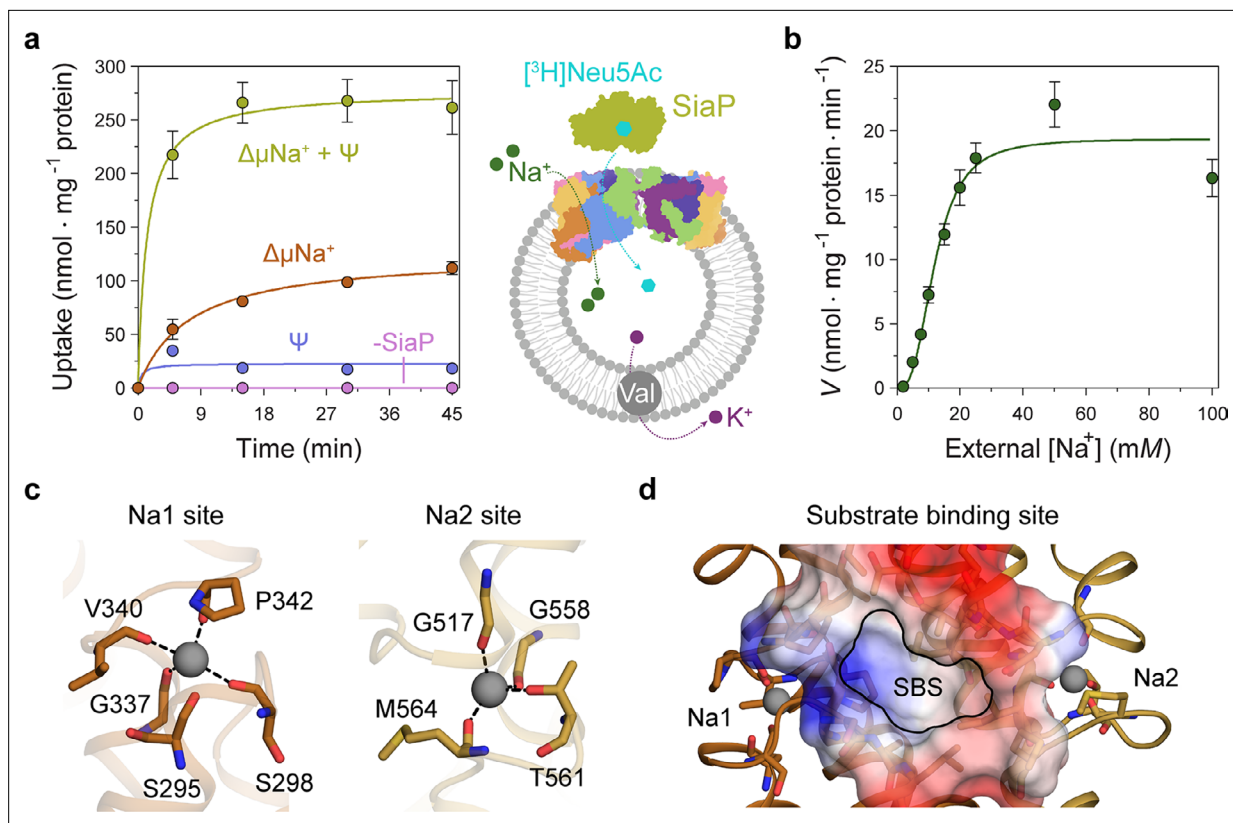 a
Uptake (nmol · mg⁻¹ protein)
300
250
200
150
100
50
0
ΔμNa⁺ + Ψ
ΔμNa⁺
Ψ
-SiaP
0
9
18
27
36
45
Time (min)
[³H]Neu5Ac
SiaP
Na⁺
Val
K⁺
b
V (nmol · mg⁻¹ protein · min⁻¹)
25
20
15
10
5
0
0
20
40
60
80
100
External [Na⁺] (mM)
c
Na1 site
V340
P342
G337
S295
S298
Na2 site
G517
G558
M564
T561
d
Substrate binding site
SBS
Na1
Na2